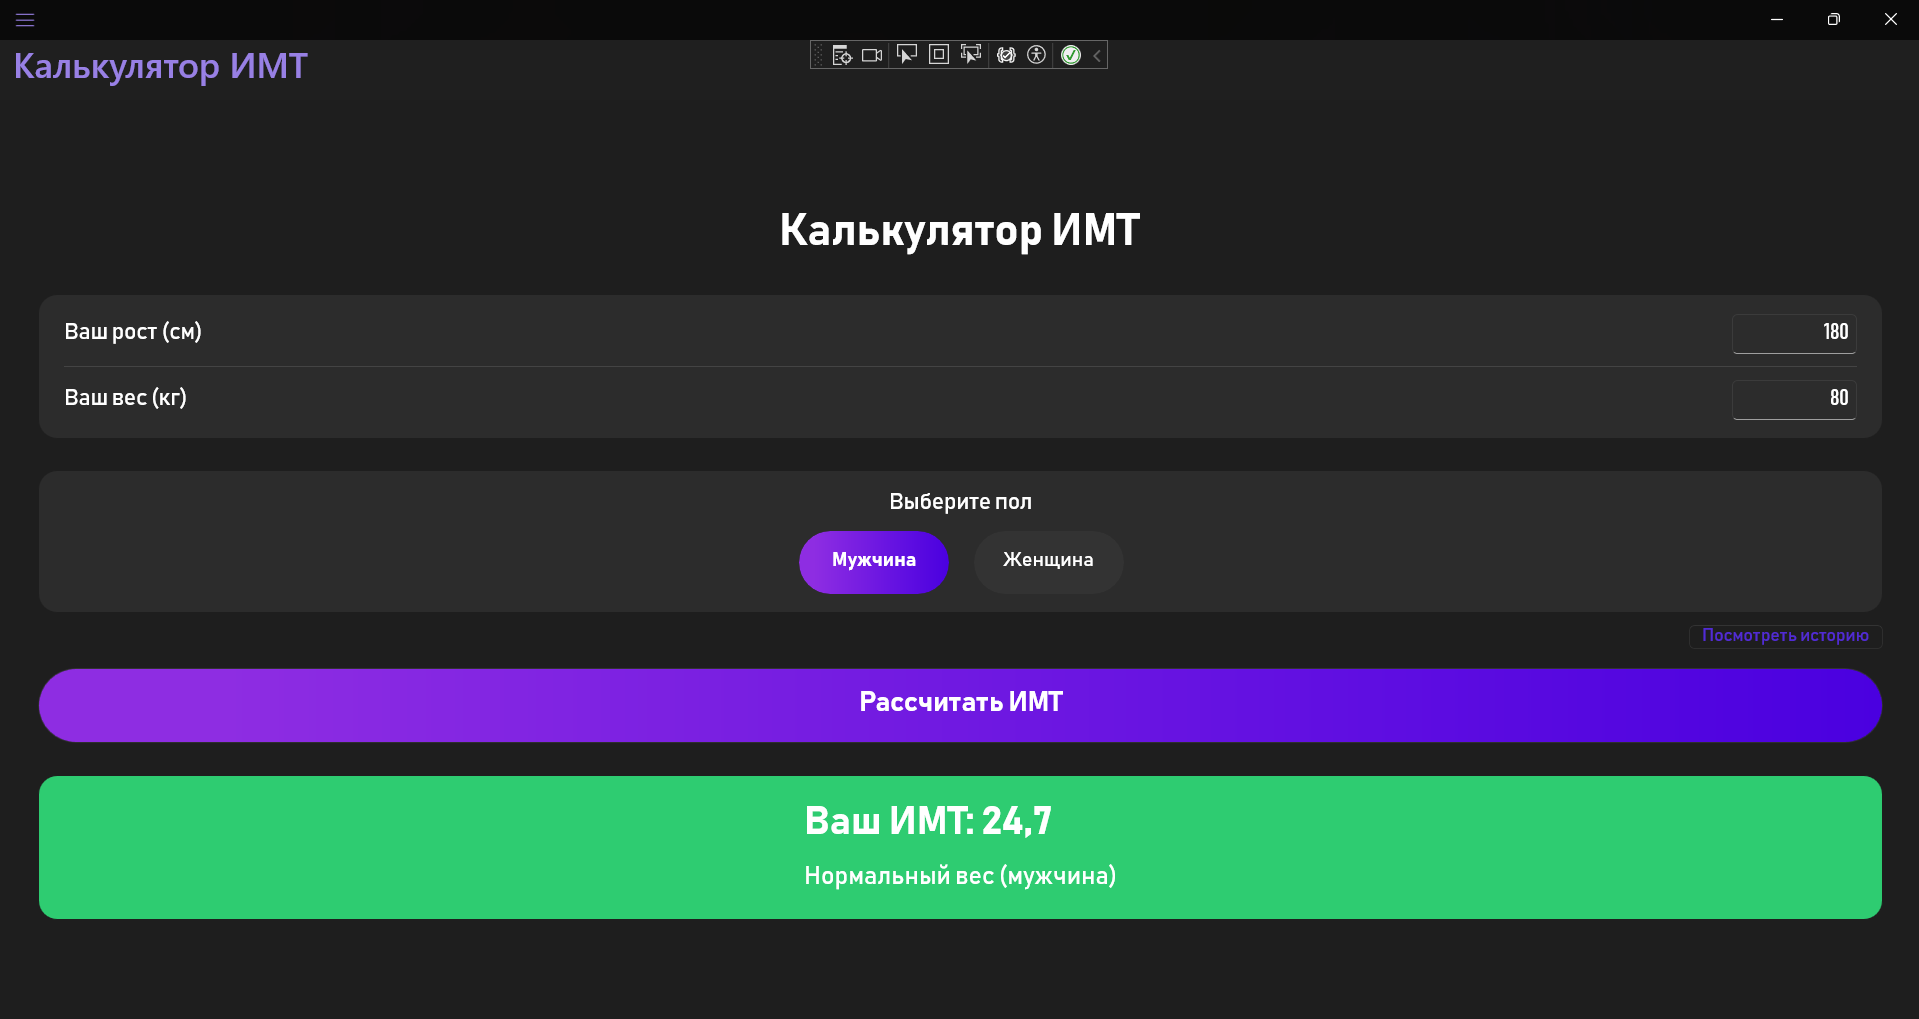 Калькулятор ИМТ
Калькулятор ИМТ
Ваш рост (см)
180
Ваш вес (кг)
80
Выберите пол
Мужчина
Женщина
Посмотреть историю
Рассчитать ИМТ
Ваш ИМТ: 24,7
Нормальный вес (мужчина)